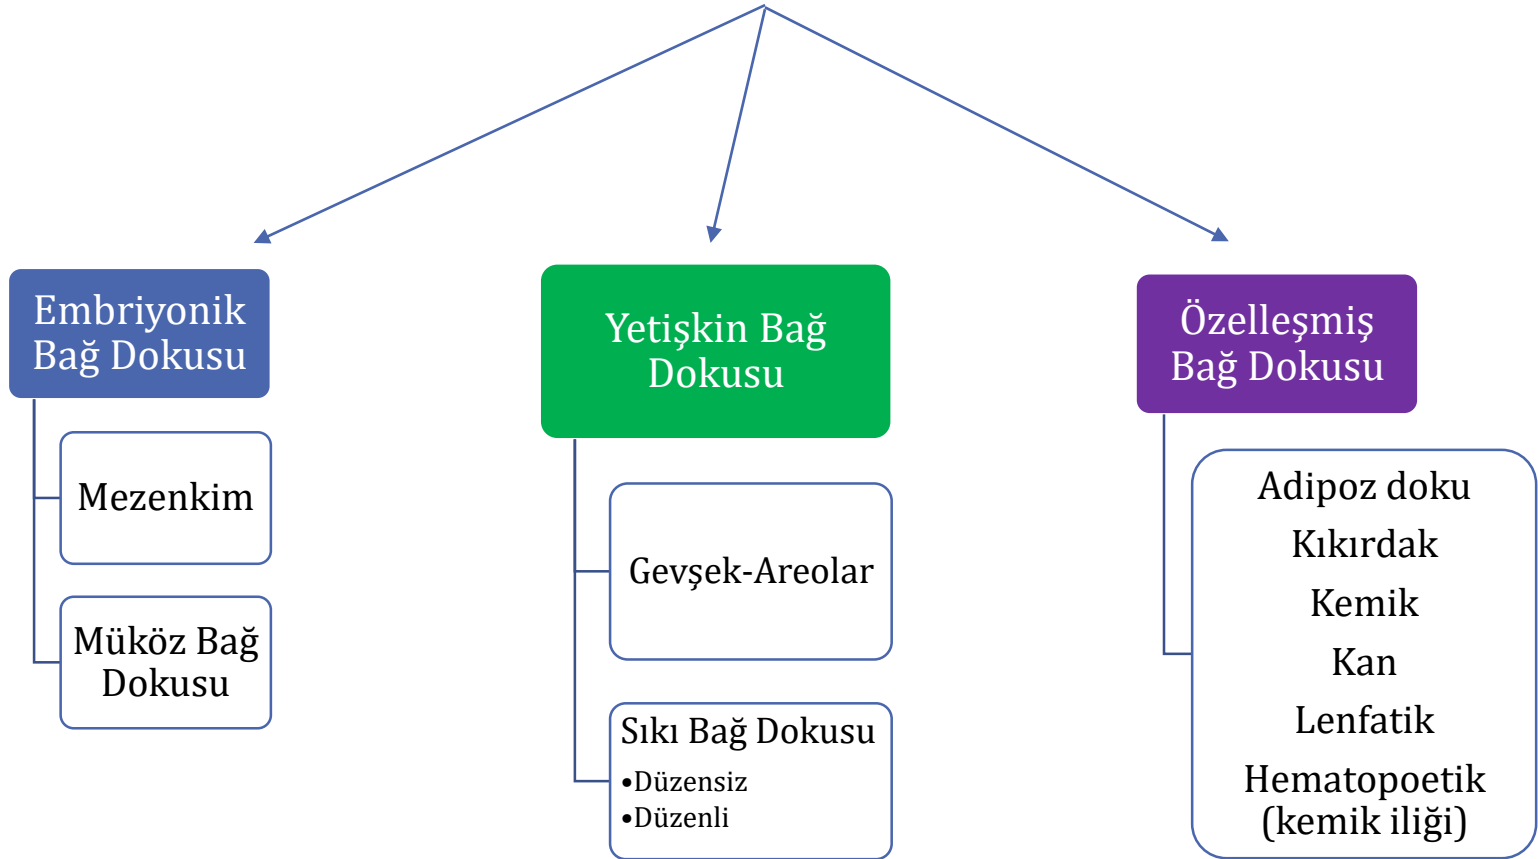 Embriyonik
Bağ Dokusu
Mezenkim
Müköz Bağ
Dokusu
Yetişkin Bağ
Dokusu
Gevşek-Areolar
Sıkı Bağ Dokusu
•Düzensiz
•Düzenli
Özelleşmiş
Bağ Dokusu
Adipoz doku
Kıkırdak
Kemik
Kan
Lenfatik
Hematopoetik
(kemik iliği)